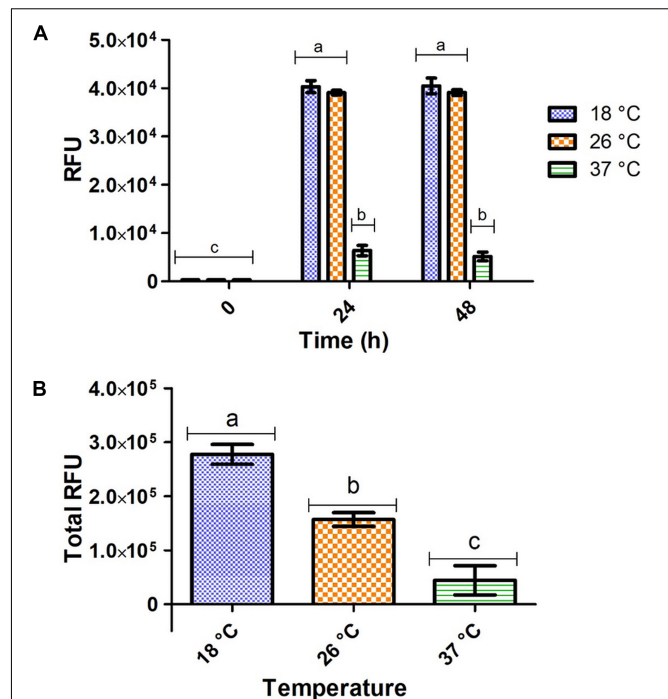 A
5.0×10⁴
4.0×10⁴
3.0×10⁴
2.0×10⁴
1.0×10⁴
0
RFU
a
a
b
b
c
18 °C
26 °C
37 °C
0
24
48
Time (h)
B
4.0×10⁵
3.0×10⁵
2.0×10⁵
1.0×10⁵
0
Total RFU
a
b
c
18 °C
26 °C
37 °C
Temperature